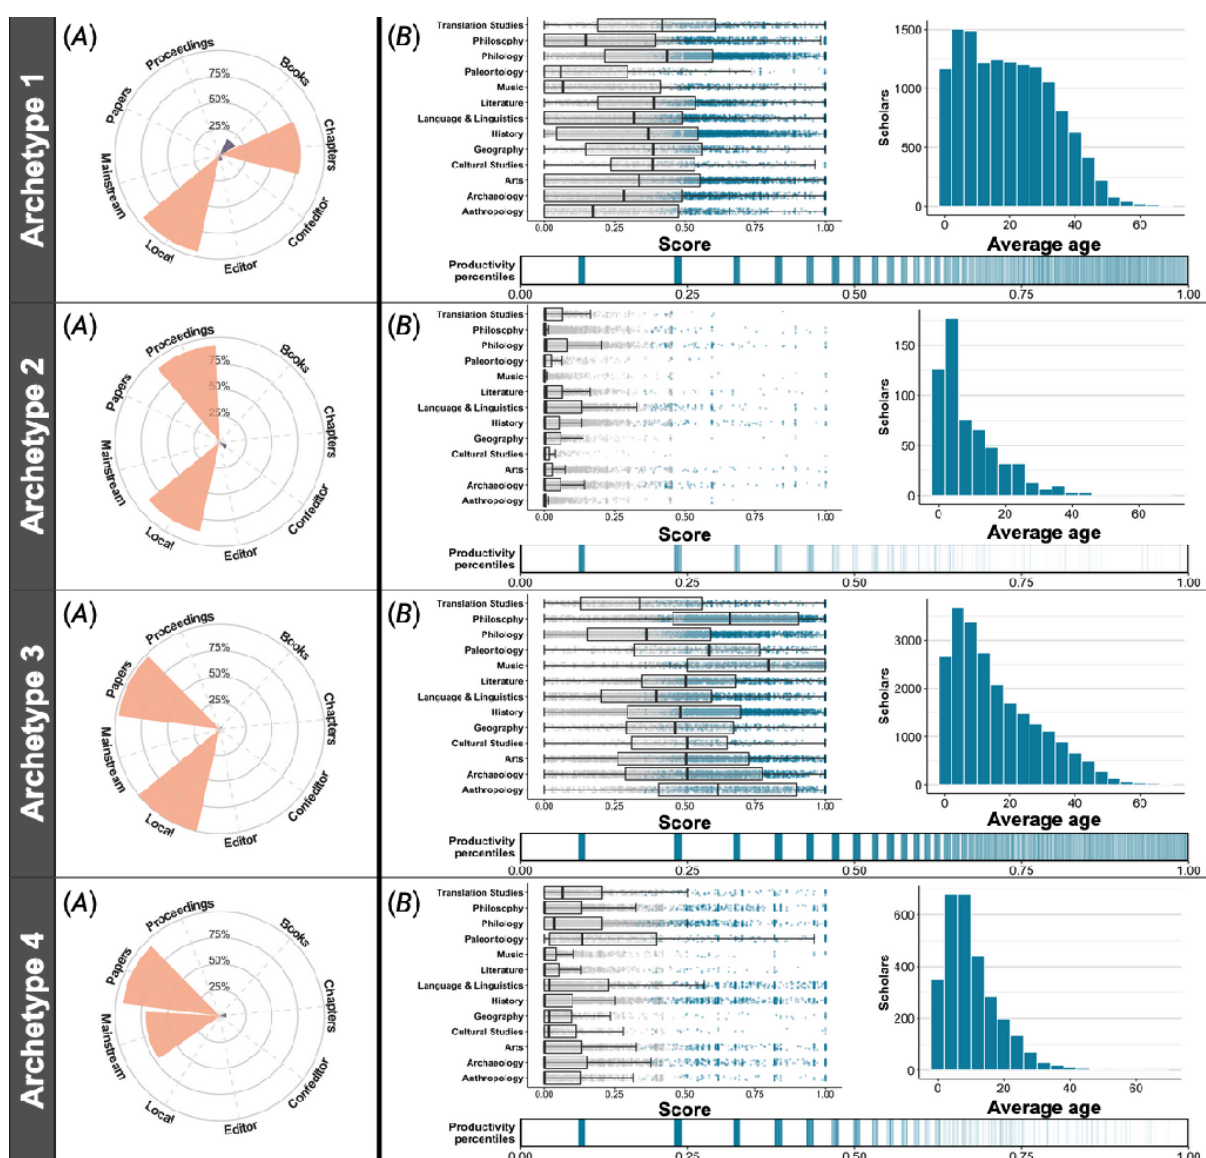 Archetype 1
(A)
Proceedings
Books
Papers
Chapters
Mainstream
Confeditor
Local
Editor
75%
50%
25%
(B)
Translation Studies
Philosophy
Philology
Paleontology
Music
Literature
Language & Linguistics
History
Geography
Cultural Studies
Arts
Archaeology
Anthropology
0.00 0.25 0.50 0.75 1.00
Score
Scholars
1500
1000
500
0
0 20 40 60
Average age
Productivity
percentiles
0.00 0.25 0.50 0.75 1.00
Archetype 2
(A)
Proceedings
Books
Papers
Chapters
Mainstream
Confeditor
Local
Editor
75%
50%
25%
(B)
Translation Studies
Philosophy
Philology
Paleontology
Music
Literature
Language & Linguistics
History
Geography
Cultural Studies
Arts
Archaeology
Anthropology
0.00 0.25 0.50 0.75 1.00
Score
Scholars
150
100
50
0
0 20 40 60
Average age
Productivity
percentiles
0.00 0.25 0.50 0.75 1.00
Archetype 3
(A)
Proceedings
Books
Papers
Chapters
Mainstream
Confeditor
Local
Editor
75%
50%
25%
(B)
Translation Studies
Philosophy
Philology
Paleontology
Music
Literature
Language & Linguistics
History
Geography
Cultural Studies
Arts
Archaeology
Anthropology
0.00 0.25 0.50 0.75 1.00
Score
Scholars
3000
2000
1000
0
0 20 40 60
Average age
Productivity
percentiles
0.00 0.25 0.50 0.75 1.00
Archetype 4
(A)
Proceedings
Books
Papers
Chapters
Mainstream
Confeditor
Local
Editor
75%
50%
25%
(B)
Translation Studies
Philosophy
Philology
Paleontology
Music
Literature
Language & Linguistics
History
Geography
Cultural Studies
Arts
Archaeology
Anthropology
0.00 0.25 0.50 0.75 1.00
Score
Scholars
600
400
200
0
0 20 40 60
Average age
Productivity
percentiles
0.00 0.25 0.50 0.75 1.00